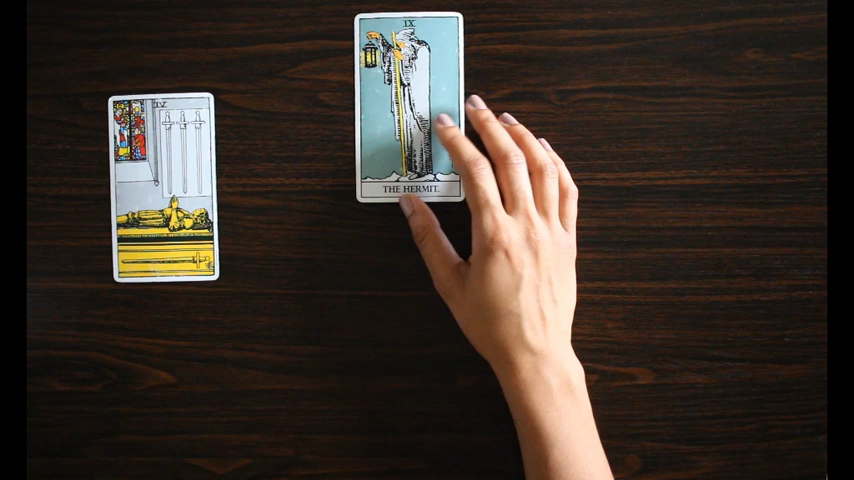 IV
IX
THE HERMIT.